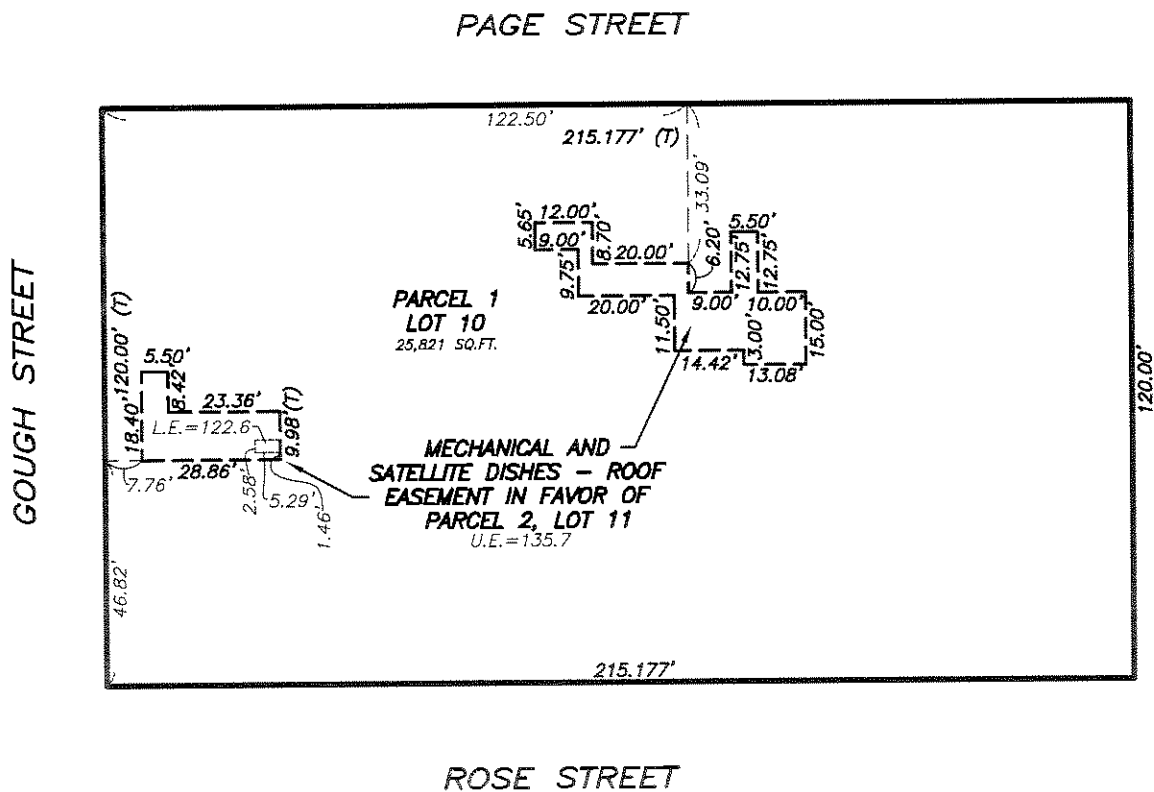 PAGE STREET
122.50'
215.177' (T)
33.09'
12.00'
5.65'
9.00'
8.70'
20.00'
6.20'
5.50'
12.75'
12.75'
9.75'
20.00'
9.00'
10.00'
PARCEL 1
LOT 10
25,821 SQ.FT.
11.50'
14.42'
3.00'
13.08'
15.00'
GOUGH STREET
120.00' (T)
120.00'
5.50'
8.42'
23.36'
18.40'
L.E.=122.6
9.98'(T)
28.86'
7.76'
2.58'
5.29'
1.46'
MECHANICAL AND
SATELLITE DISHES – ROOF
EASEMENT IN FAVOR OF
PARCEL 2, LOT 11
U.E.=135.7
46.82'
215.177'
ROSE STREET